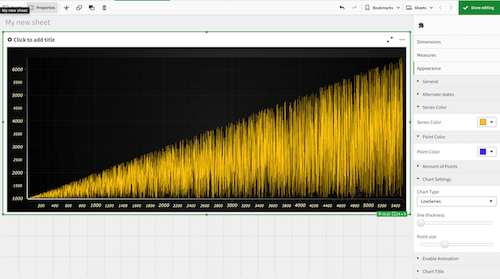 Properties
Bookmarks
Sheets
Done editing
My new sheet
My new sheet
Click to add title
6000
5000
4000
3000
2000
1500
1000
200 400 600 800 1000 1200 1400 1600 1800 2000 2200 2400 2600 2800 3000 3200 3400 3600 3800 4000 4200 4400 4600 4800 5000 5200 5400
Dimensions
Measures
Appearance
General
Alternate states
Series Color
Series Color
Point Color
Point Color
Amount of Points
Chart Settings
Chart Type
LineSeries
line thickness
Point size
Enable Animation
Chart Title